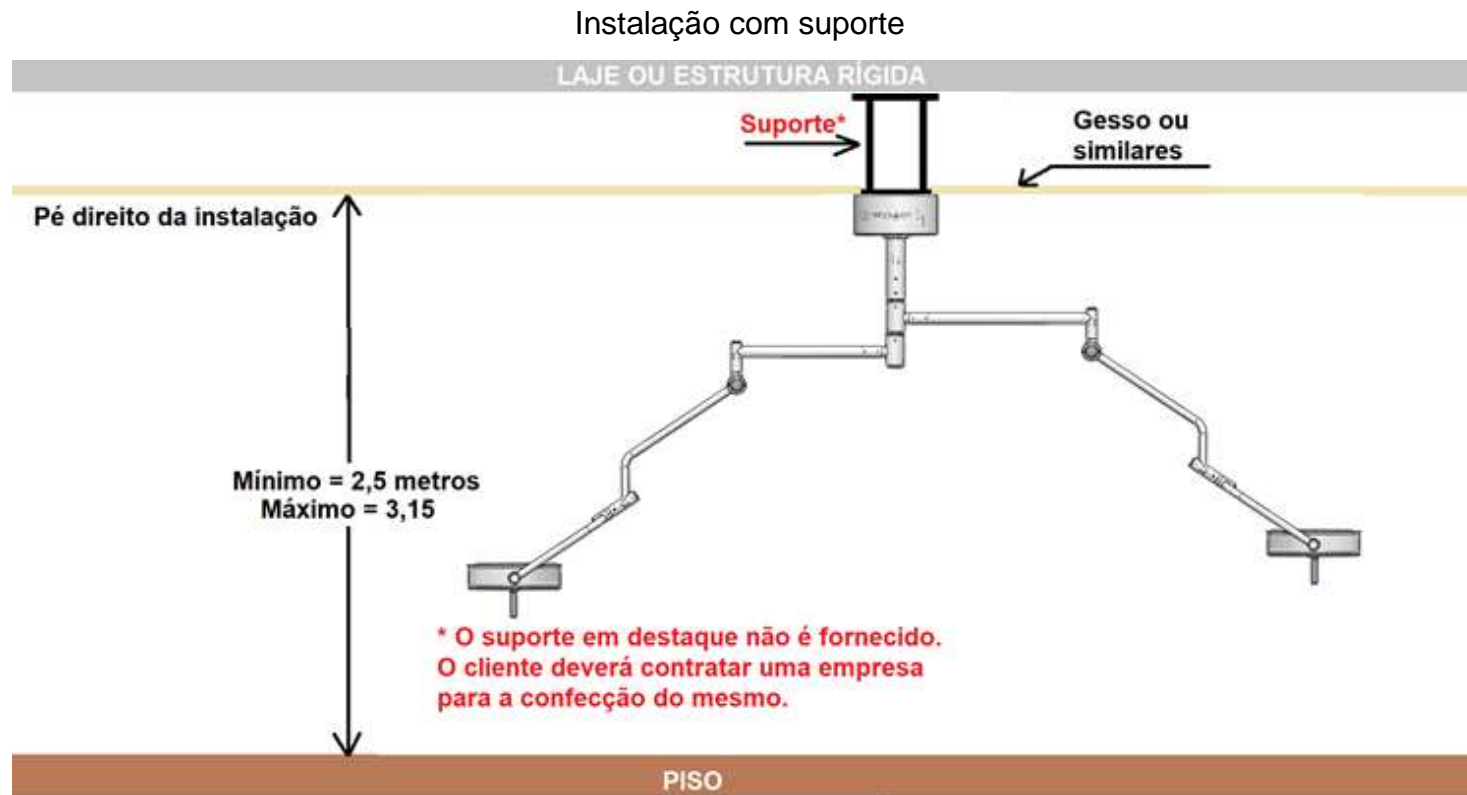 Instalação com suporte
LAJE OU ESTRUTURA RÍGIDA
Suporte*
Gesso ou
similares
Pé direito da instalação
Mínimo = 2,5 metros
Máximo = 3,15
* O suporte em destaque não é fornecido.
O cliente deverá contratar uma empresa
para a confecção do mesmo.
PISO